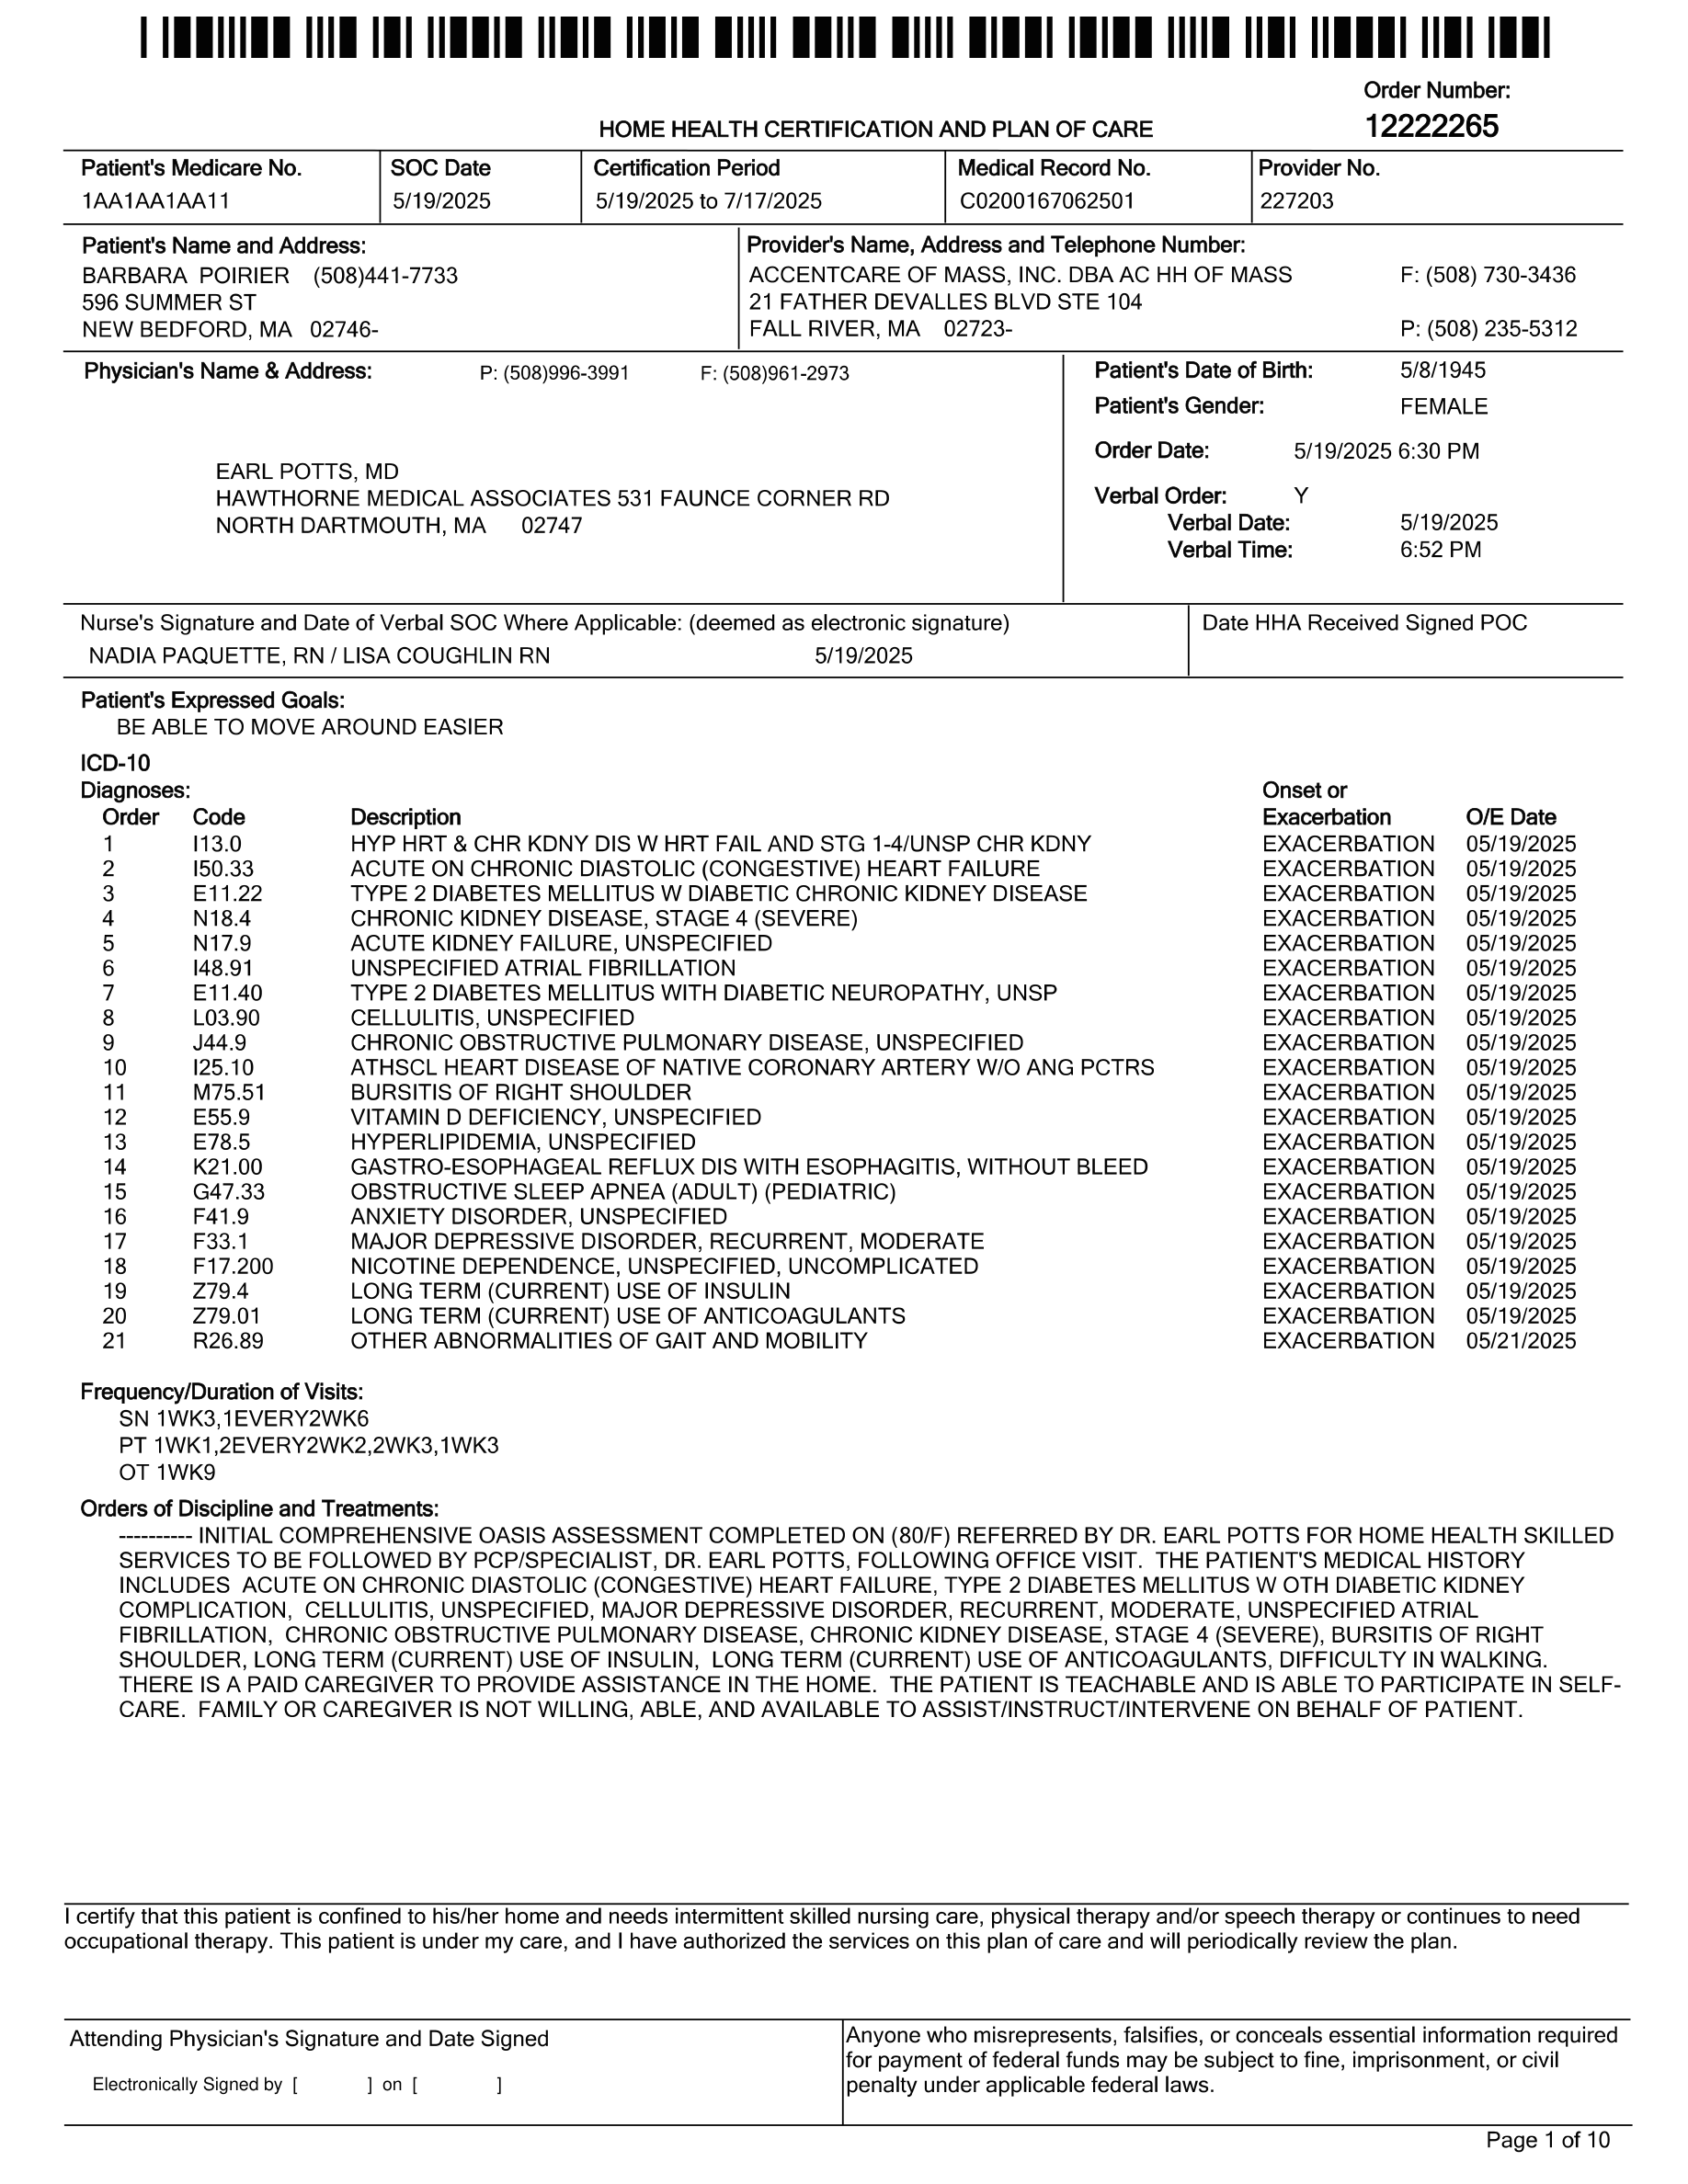 Order Number:
HOME HEALTH CERTIFICATION AND PLAN OF CARE 12222265
Patient's Medicare No. SOC Date Certification Period Medical Record No. Provider No.
1AA1AA1AA11 5/19/2025 5/19/2025 to 7/17/2025 C0200167062501 227203
Patient's Name and Address: Provider's Name, Address and Telephone Number:
BARBARA POIRIER (508)441-7733 ACCENTCARE OF MASS, INC. DBA AC HH OF MASS F: (508) 730-3436
596 SUMMER ST 21 FATHER DEVALLES BLVD STE 104
NEW BEDFORD, MA 02746- FALL RIVER, MA 02723- P: (508) 235-5312
Physician's Name & Address: P: (508)996-3991 F: (508)961-2973 Patient's Date of Birth: 5/8/1945
Patient's Gender: FEMALE
Order Date: 5/19/2025 6:30 PM
EARL POTTS, MD
HAWTHORNE MEDICAL ASSOCIATES 531 FAUNCE CORNER RD Verbal Order: Y
NORTH DARTMOUTH, MA 02747 Verbal Date: 5/19/2025
Verbal Time: 6:52 PM
Nurse's Signature and Date of Verbal SOC Where Applicable: (deemed as electronic signature) Date HHA Received Signed POC
NADIA PAQUETTE, RN / LISA COUGHLIN RN 5/19/2025
Patient's Expressed Goals:
BE ABLE TO MOVE AROUND EASIER
ICD-10
Diagnoses: Onset or
Order Code Description Exacerbation O/E Date
1 I13.0 HYP HRT & CHR KDNY DIS W HRT FAIL AND STG 1-4/UNSP CHR KDNY EXACERBATION 05/19/2025
2 I50.33 ACUTE ON CHRONIC DIASTOLIC (CONGESTIVE) HEART FAILURE EXACERBATION 05/19/2025
3 E11.22 TYPE 2 DIABETES MELLITUS W DIABETIC CHRONIC KIDNEY DISEASE EXACERBATION 05/19/2025
4 N18.4 CHRONIC KIDNEY DISEASE, STAGE 4 (SEVERE) EXACERBATION 05/19/2025
5 N17.9 ACUTE KIDNEY FAILURE, UNSPECIFIED EXACERBATION 05/19/2025
6 I48.91 UNSPECIFIED ATRIAL FIBRILLATION EXACERBATION 05/19/2025
7 E11.40 TYPE 2 DIABETES MELLITUS WITH DIABETIC NEUROPATHY, UNSP EXACERBATION 05/19/2025
8 L03.90 CELLULITIS, UNSPECIFIED EXACERBATION 05/19/2025
9 J44.9 CHRONIC OBSTRUCTIVE PULMONARY DISEASE, UNSPECIFIED EXACERBATION 05/19/2025
10 I25.10 ATHSCL HEART DISEASE OF NATIVE CORONARY ARTERY W/O ANG PCTRS EXACERBATION 05/19/2025
11 M75.51 BURSITIS OF RIGHT SHOULDER EXACERBATION 05/19/2025
12 E55.9 VITAMIN D DEFICIENCY, UNSPECIFIED EXACERBATION 05/19/2025
13 E78.5 HYPERLIPIDEMIA, UNSPECIFIED EXACERBATION 05/19/2025
14 K21.00 GASTRO-ESOPHAGEAL REFLUX DIS WITH ESOPHAGITIS, WITHOUT BLEED EXACERBATION 05/19/2025
15 G47.33 OBSTRUCTIVE SLEEP APNEA (ADULT) (PEDIATRIC) EXACERBATION 05/19/2025
16 F41.9 ANXIETY DISORDER, UNSPECIFIED EXACERBATION 05/19/2025
17 F33.1 MAJOR DEPRESSIVE DISORDER, RECURRENT, MODERATE EXACERBATION 05/19/2025
18 F17.200 NICOTINE DEPENDENCE, UNSPECIFIED, UNCOMPLICATED EXACERBATION 05/19/2025
19 Z79.4 LONG TERM (CURRENT) USE OF INSULIN EXACERBATION 05/19/2025
20 Z79.01 LONG TERM (CURRENT) USE OF ANTICOAGULANTS EXACERBATION 05/19/2025
21 R26.89 OTHER ABNORMALITIES OF GAIT AND MOBILITY EXACERBATION 05/21/2025
Frequency/Duration of Visits:
SN 1WK3,1EVERY2WK6
PT 1WK1,2EVERY2WK2,2WK3,1WK3
OT 1WK9
Orders of Discipline and Treatments:
---------- INITIAL COMPREHENSIVE OASIS ASSESSMENT COMPLETED ON (80/F) REFERRED BY DR. EARL POTTS FOR HOME HEALTH SKILLED
SERVICES TO BE FOLLOWED BY PCP/SPECIALIST, DR. EARL POTTS, FOLLOWING OFFICE VISIT. THE PATIENT'S MEDICAL HISTORY
INCLUDES ACUTE ON CHRONIC DIASTOLIC (CONGESTIVE) HEART FAILURE, TYPE 2 DIABETES MELLITUS W OTH DIABETIC KIDNEY
COMPLICATION, CELLULITIS, UNSPECIFIED, MAJOR DEPRESSIVE DISORDER, RECURRENT, MODERATE, UNSPECIFIED ATRIAL
FIBRILLATION, CHRONIC OBSTRUCTIVE PULMONARY DISEASE, CHRONIC KIDNEY DISEASE, STAGE 4 (SEVERE), BURSITIS OF RIGHT
SHOULDER, LONG TERM (CURRENT) USE OF INSULIN, LONG TERM (CURRENT) USE OF ANTICOAGULANTS, DIFFICULTY IN WALKING.
THERE IS A PAID CAREGIVER TO PROVIDE ASSISTANCE IN THE HOME. THE PATIENT IS TEACHABLE AND IS ABLE TO PARTICIPATE IN SELF-
CARE. FAMILY OR CAREGIVER IS NOT WILLING, ABLE, AND AVAILABLE TO ASSIST/INSTRUCT/INTERVENE ON BEHALF OF PATIENT.
I certify that this patient is confined to his/her home and needs intermittent skilled nursing care, physical therapy and/or speech therapy or continues to need
occupational therapy. This patient is under my care, and I have authorized the services on this plan of care and will periodically review the plan.
Attending Physician's Signature and Date Signed
Electronically Signed by [ ] on [ ]
Anyone who misrepresents, falsifies, or conceals essential information required
for payment of federal funds may be subject to fine, imprisonment, or civil
penalty under applicable federal laws.
Page 1 of 10